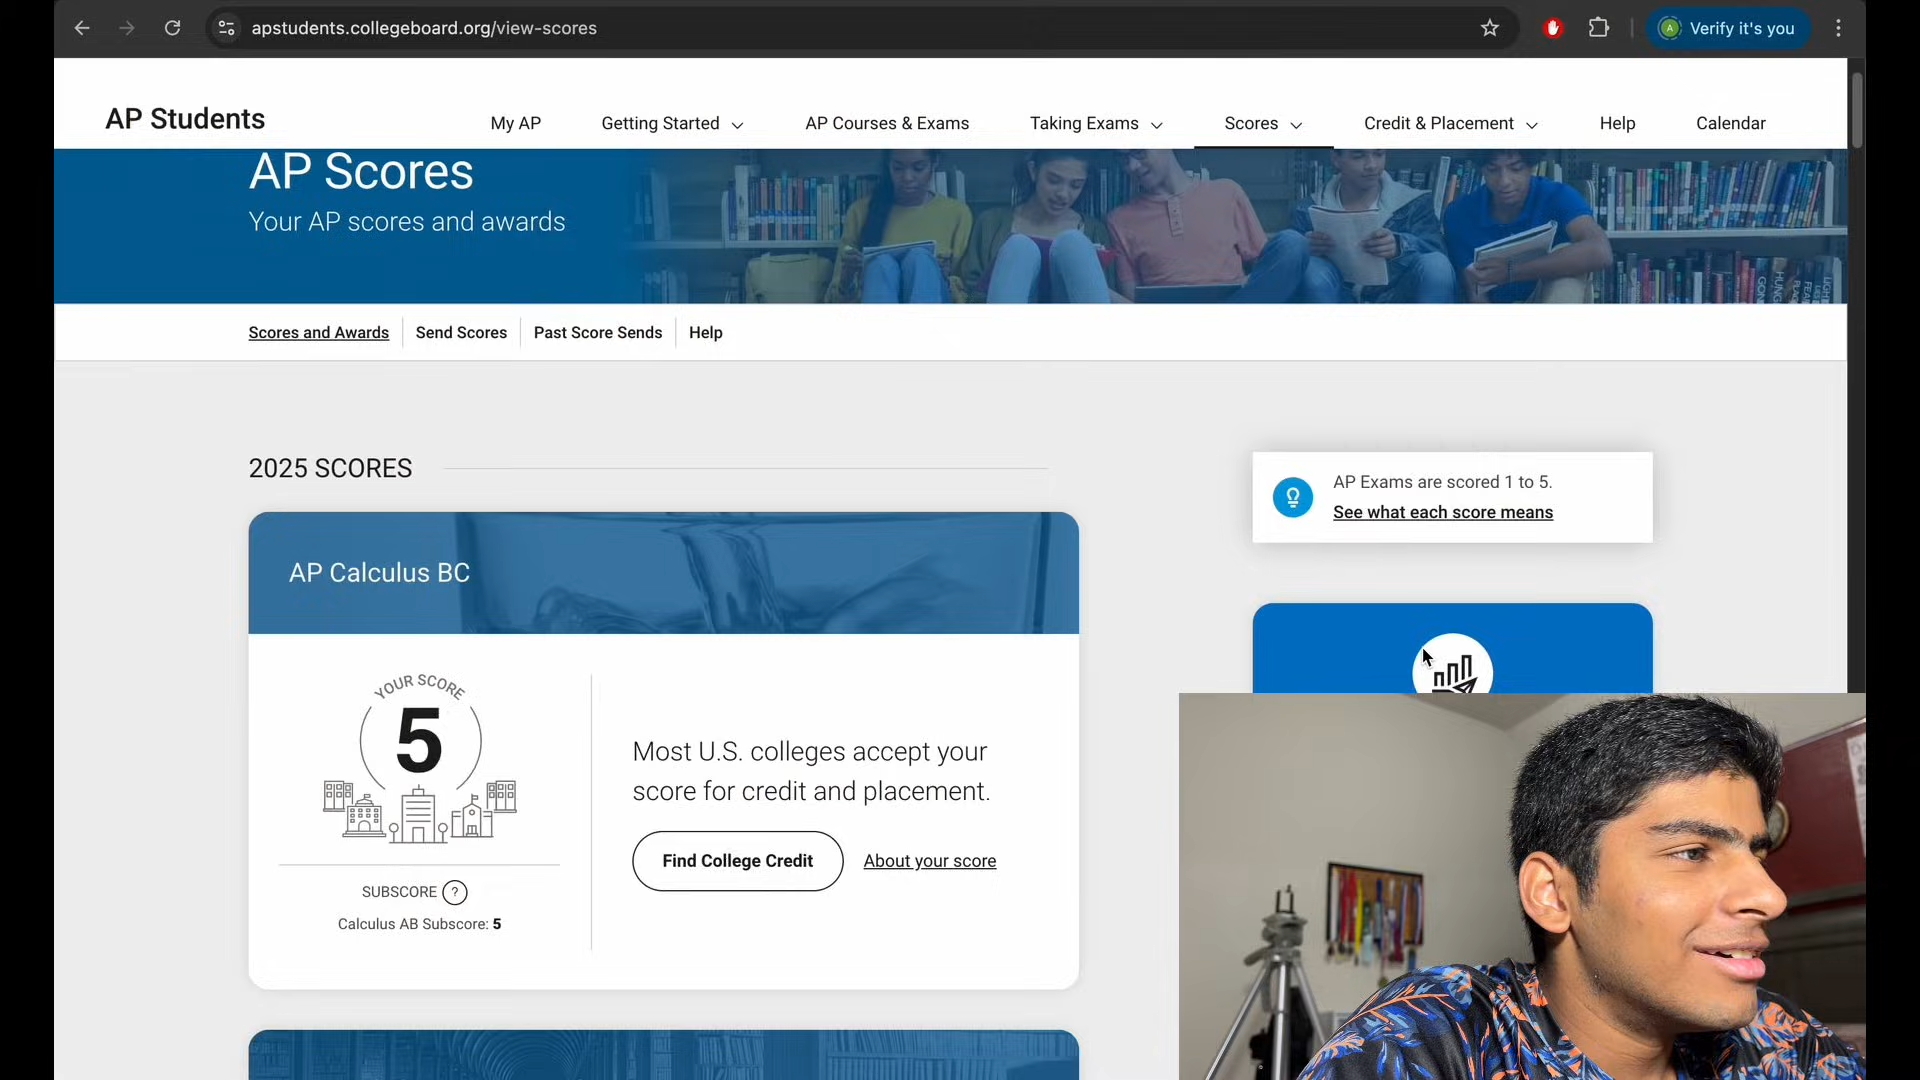 apstudents.collegeboard.org/view-scores
A
Verify it's you
AP Students
My AP
Getting Started
AP Courses & Exams
Taking Exams
Scores
Credit & Placement
Help
Calendar
AP Scores
Your AP scores and awards
Scores and Awards
Send Scores
Past Score Sends
Help
2025 SCORES
AP Exams are scored 1 to 5.
See what each score means
AP Calculus BC
YOUR SCORE
5
Most U.S. colleges accept your
score for credit and placement.
Find College Credit
About your score
SUBSCORE ?
Calculus AB Subscore: 5